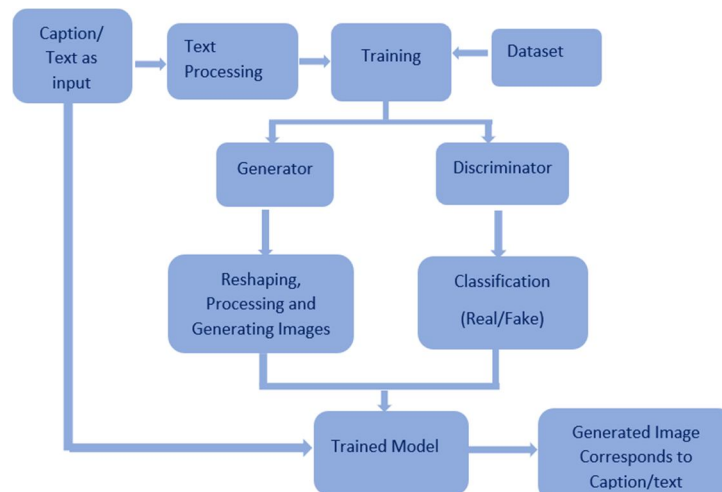 Caption/
Text as
input
Text
Processing
Training
Dataset
Generator
Discriminator
Reshaping,
Processing and
Generating Images
Classification
(Real/Fake)
Trained Model
Generated Image
Corresponds to
Caption/text